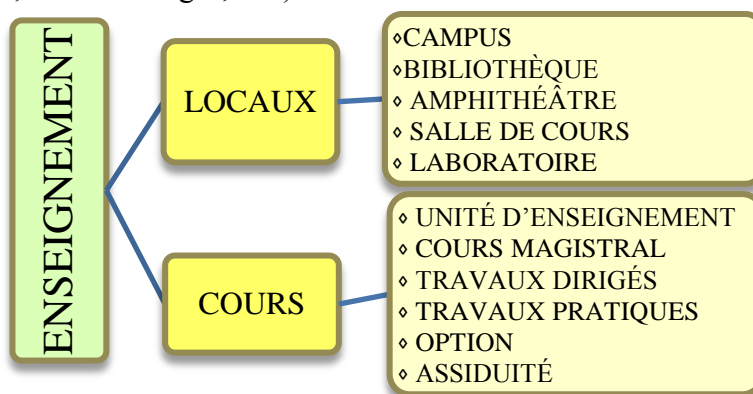 ENSEIGNEMENT
LOCAUX
◊CAMPUS
◊BIBLIOTHÈQUE
◊ AMPHITHÉÂTRE
◊ SALLE DE COURS
◊ LABORATOIRE
COURS
◊ UNITÉ D’ENSEIGNEMENT
◊ COURS MAGISTRAL
◊ TRAVAUX DIRIGÉS
◊ TRAVAUX PRATIQUES
◊ OPTION
◊ ASSIDUITÉ